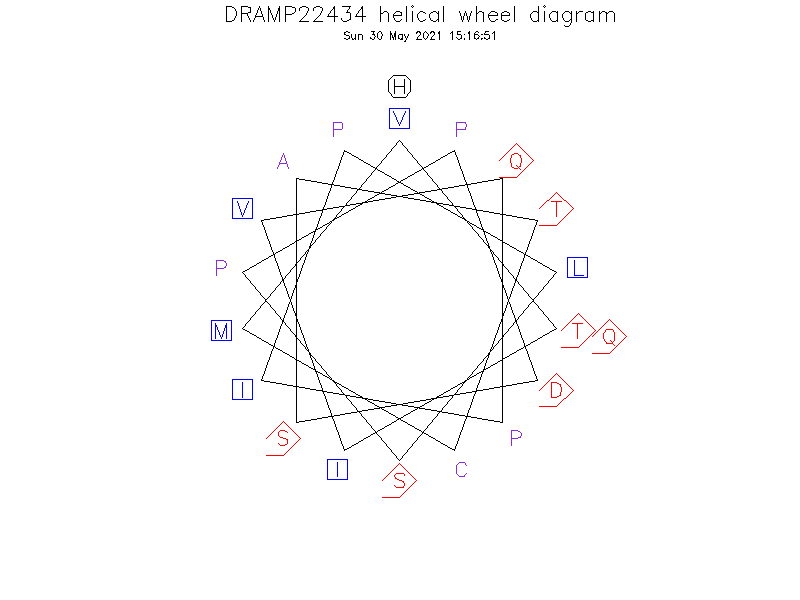 DRAMP22434 helical wheel diagram
Sun 30 May 2021 15:16:51
H
P V P
A Q
V T
P L
M T Q
I D
S P
I S C